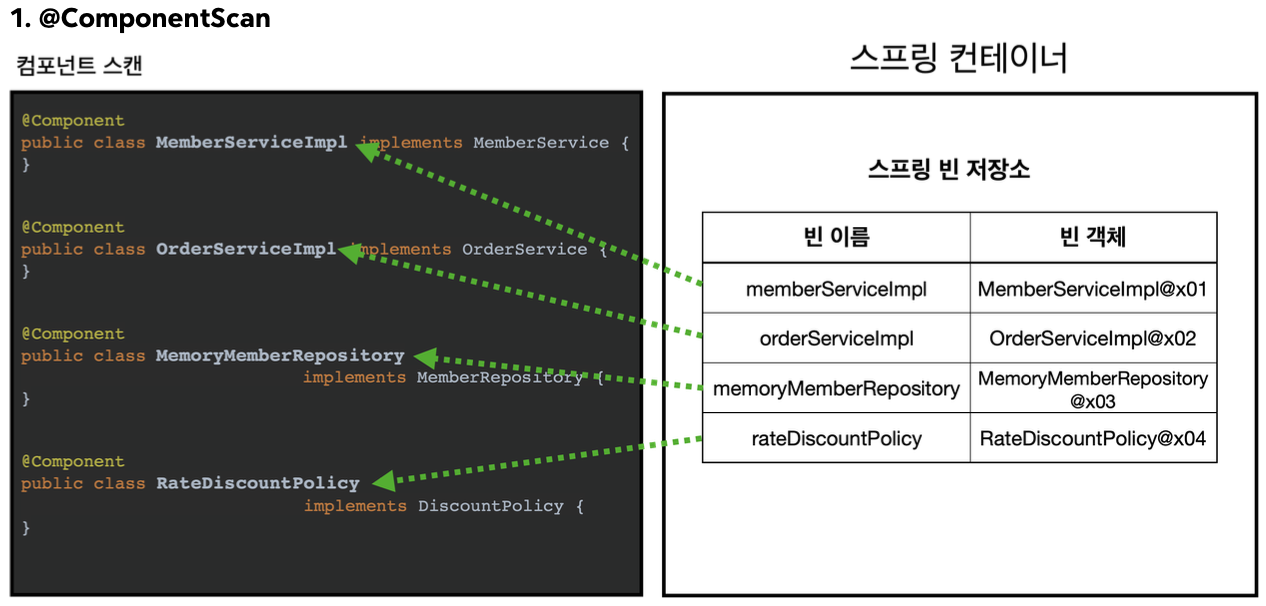 1. @ComponentScan
컴포넌트 스캔
@Component
public class MemberServiceImpl implements MemberService {
}
@Component
public class OrderServiceImpl implements OrderService {
}
@Component
public class MemoryMemberRepository
implements MemberRepository {
}
@Component
public class RateDiscountPolicy
implements DiscountPolicy {
}
스프링 컨테이너
스프링 빈 저장소
빈 이름 빈 객체
memberServiceImpl MemberServiceImpl@x01
orderServiceImpl OrderServiceImpl@x02
memoryMemberRepository MemoryMemberRepository
@x03
rateDiscountPolicy RateDiscountPolicy@x04